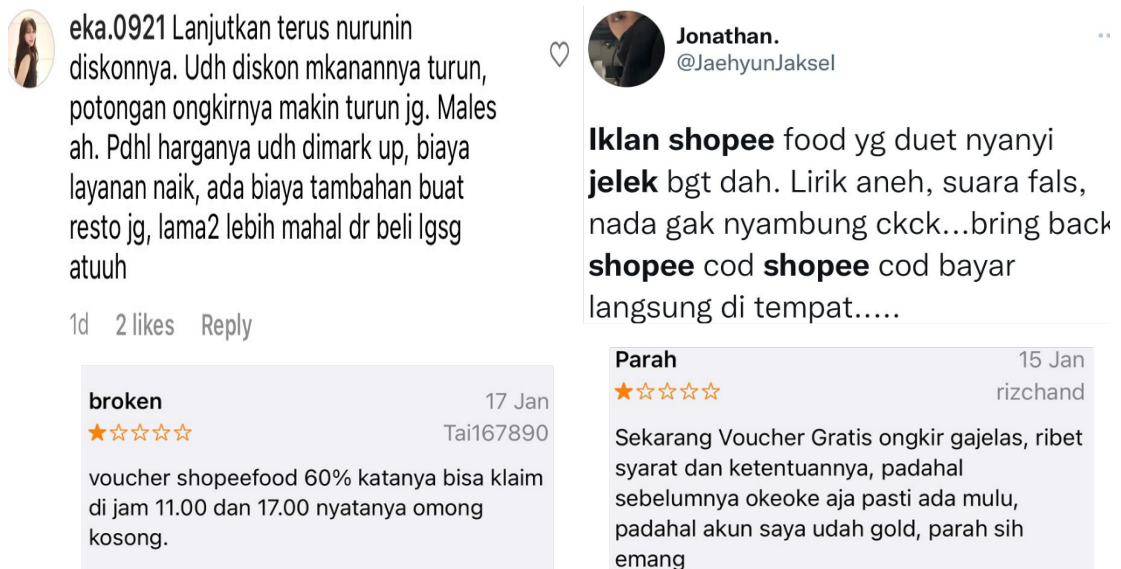 eka.0921 Lanjutkan terus nurunin
diskonnya. Udh diskon mkanannya turun,
potongan ongkirnya makin turun jg. Males
ah. Pdhl harganya udh dimark up, biaya
layanan naik, ada biaya tambahan buat
resto jg, lama2 lebih mahal dr beli lgsg
atuuh
1d 2 likes Reply
Jonathan.
@JaehyunJaksel
Iklan shopee food yg duet nyanyi
jelek bgt dah. Lirik aneh, suara fals,
nada gak nyambung ckck...bring back
shopee cod shopee cod bayar
langsung di tempat.....
broken 17 Jan
Tai167890
voucher shopeefood 60% katanya bisa klaim
di jam 11.00 dan 17.00 nyatanya omong
kosong.
Parah 15 Jan
rizchand
Sekarang Voucher Gratis ongkir gajelas, ribet
syarat dan ketentuannya, padahal
sebelumnya okeoke aja pasti ada mulu,
padahal akun saya udah gold, parah sih
emang